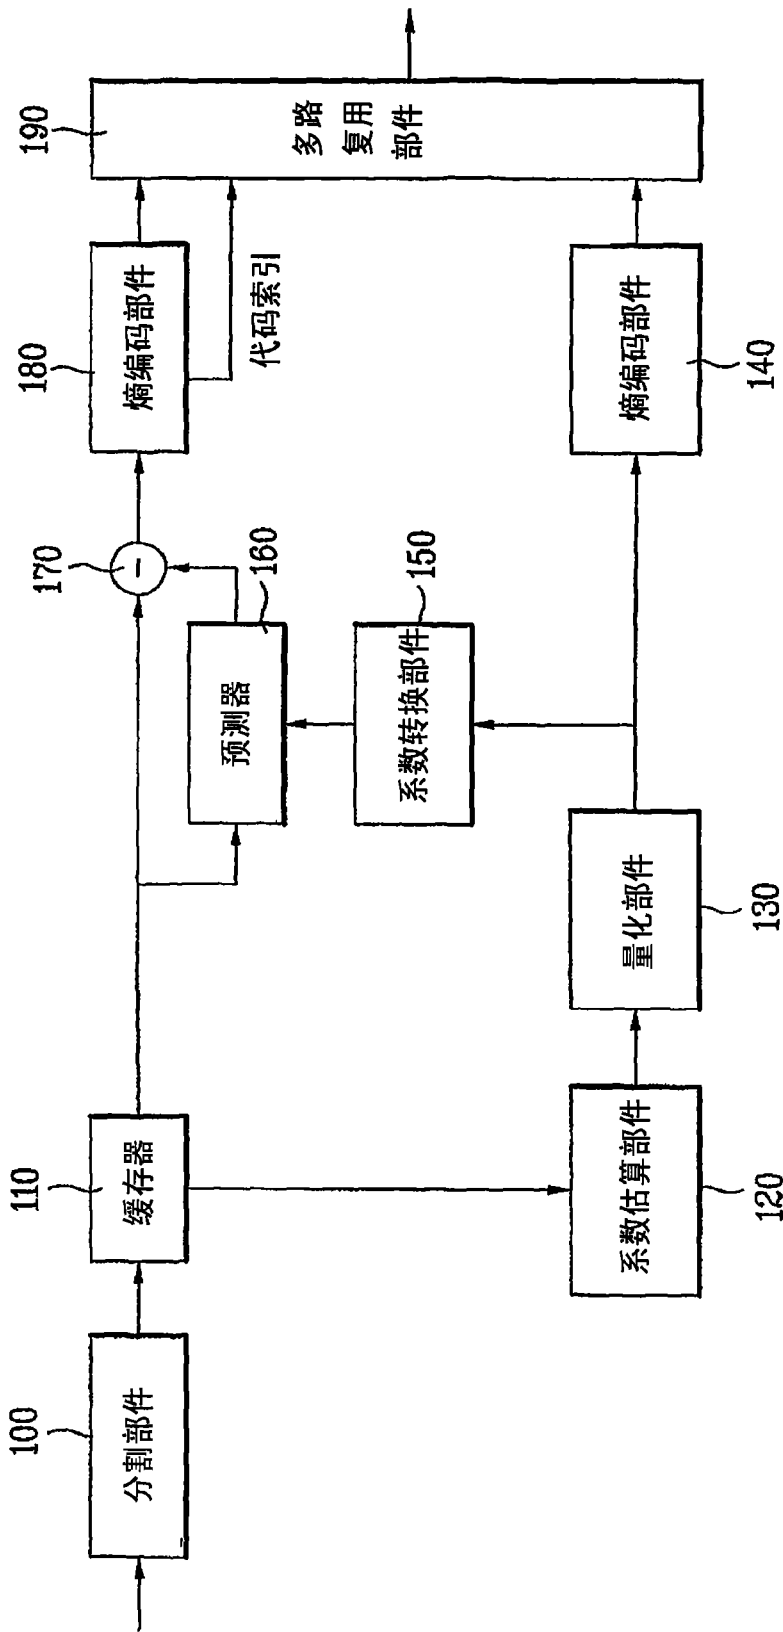 100
分割部件
110
缓存器
120
系数估算部件
130
量化部件
140
熵编码部件
150
系数转换部件
160
预测器
170
-
180
熵编码部件
代码索引
190
多路
复用
部件